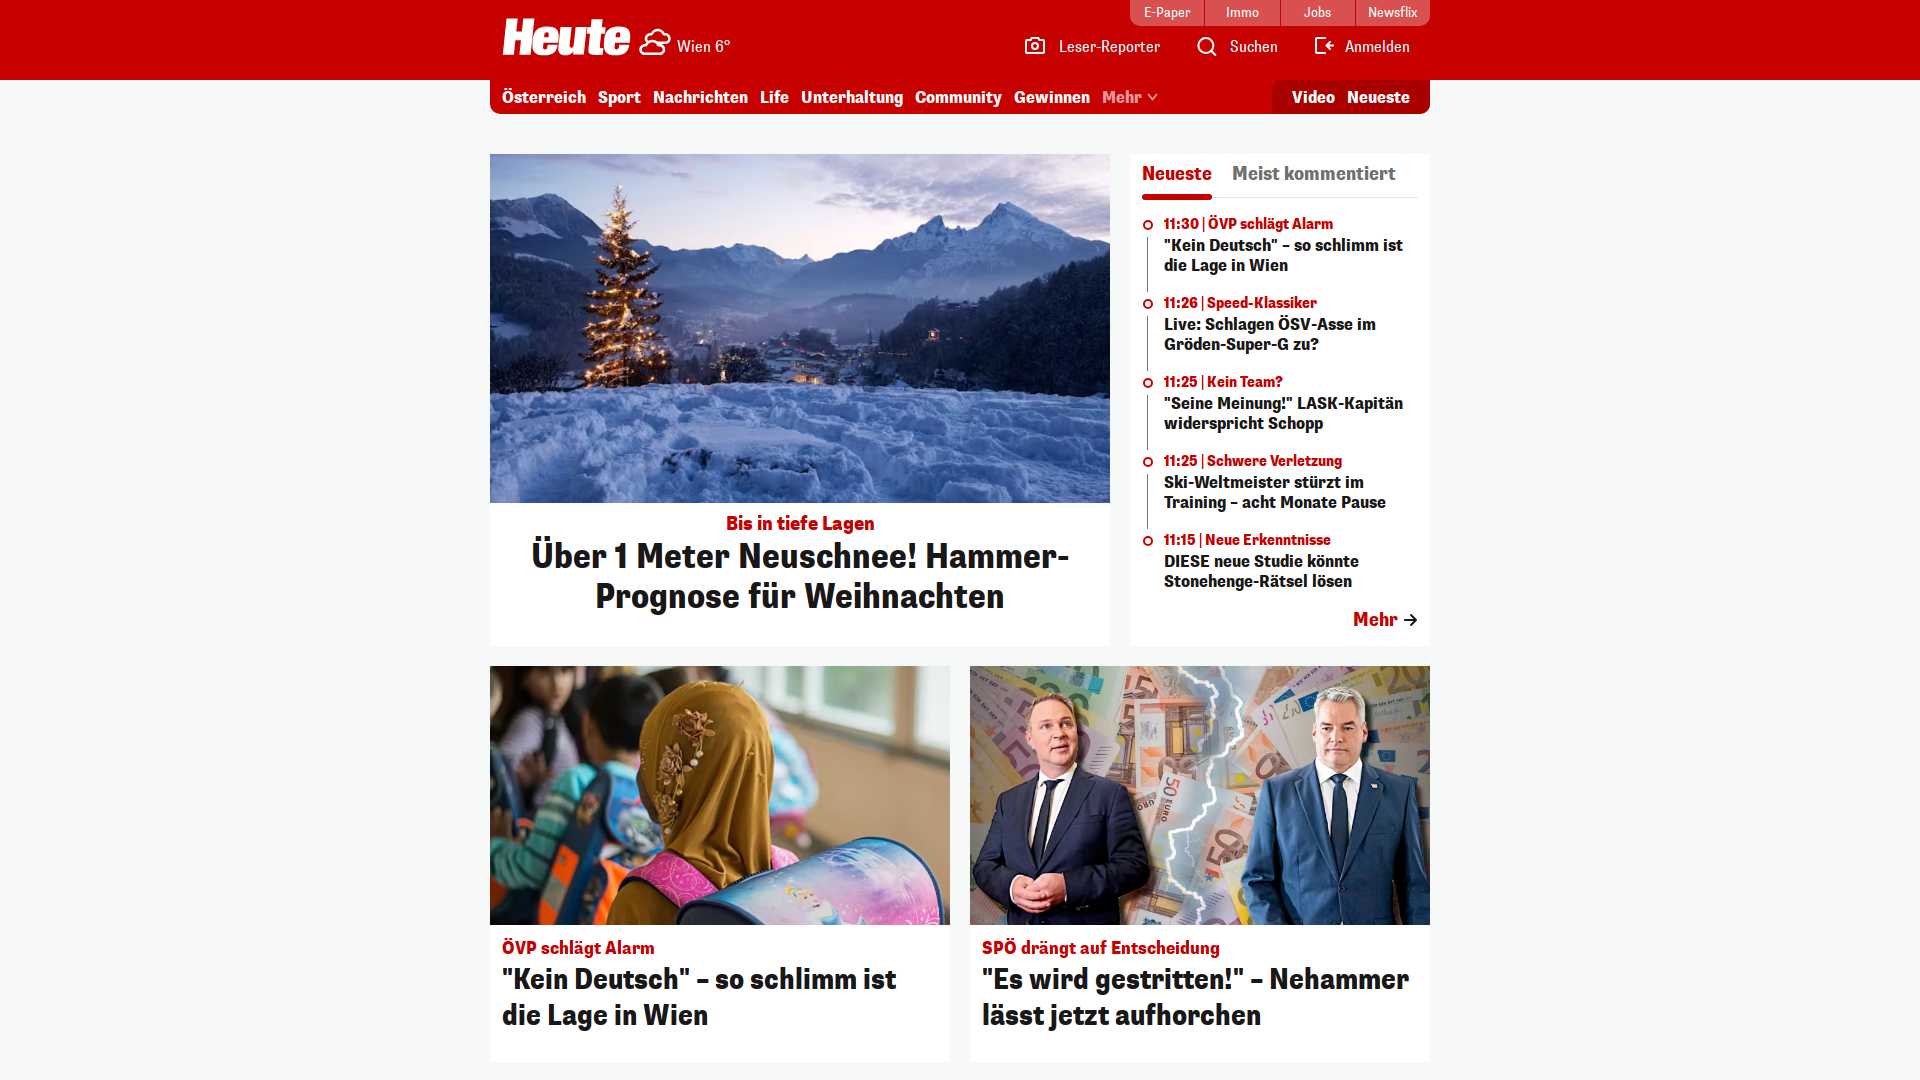 E-Paper
Immo
Jobs
Newsflix
Heute
Wien 6°
Leser-Reporter
Suchen
Anmelden
Österreich
Sport
Nachrichten
Life
Unterhaltung
Community
Gewinnen
Mehr
Video
Neueste
Bis in tiefe Lagen
Über 1 Meter Neuschnee! Hammer-
Prognose für Weihnachten
Neueste
Meist kommentiert
11:30 | ÖVP schlägt Alarm
"Kein Deutsch" – so schlimm ist
die Lage in Wien
11:26 | Speed-Klassiker
Live: Schlagen ÖSV-Asse im
Gröden-Super-G zu?
11:25 | Kein Team?
"Seine Meinung!" LASK-Kapitän
widerspricht Schopp
11:25 | Schwere Verletzung
Ski-Weltmeister stürzt im
Training – acht Monate Pause
11:15 | Neue Erkenntnisse
DIESE neue Studie könnte
Stonehenge-Rätsel lösen
Mehr
ÖVP schlägt Alarm
"Kein Deutsch" – so schlimm ist
die Lage in Wien
50 EURO
SPÖ drängt auf Entscheidung
"Es wird gestritten!" – Nehammer
lässt jetzt aufhorchen